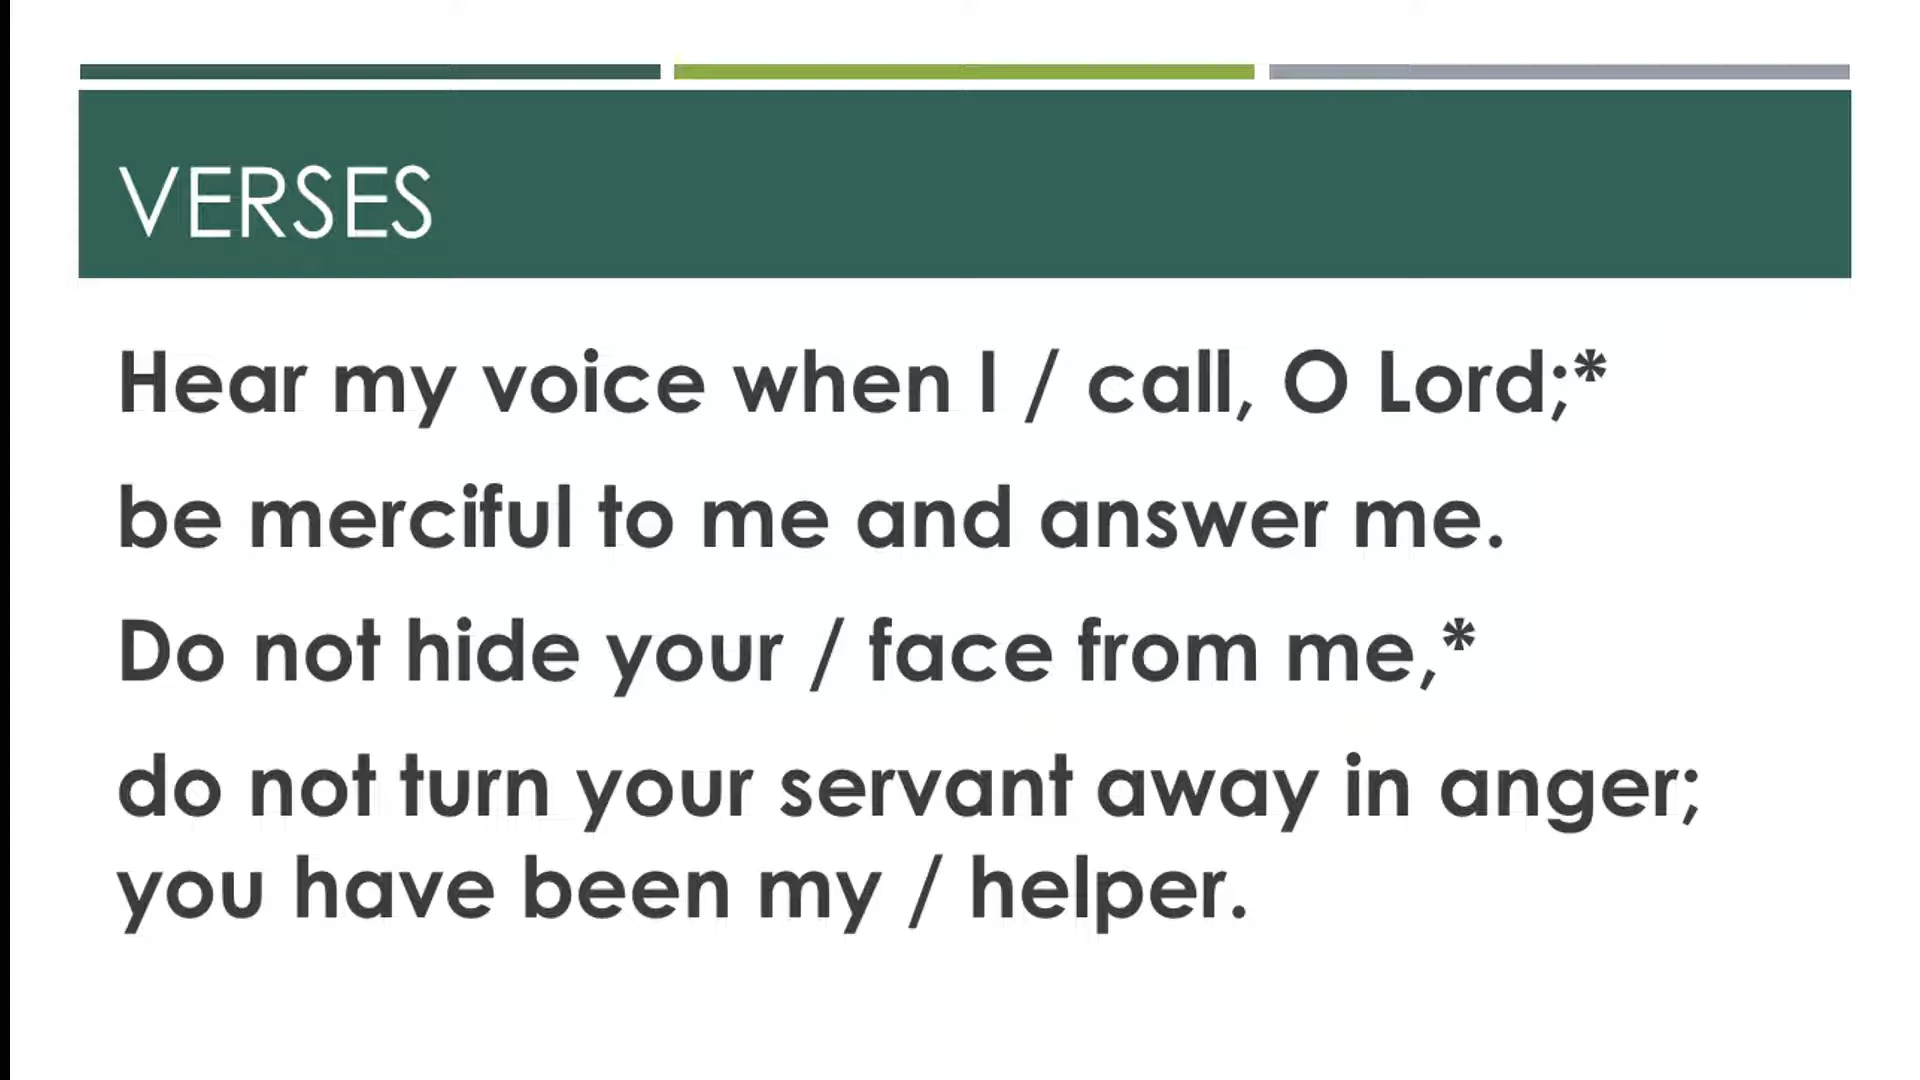 VERSES
Hear my voice when I / call, O Lord;*
be merciful to me and answer me.
Do not hide your / face from me,*
do not turn your servant away in anger;
you have been my / helper.